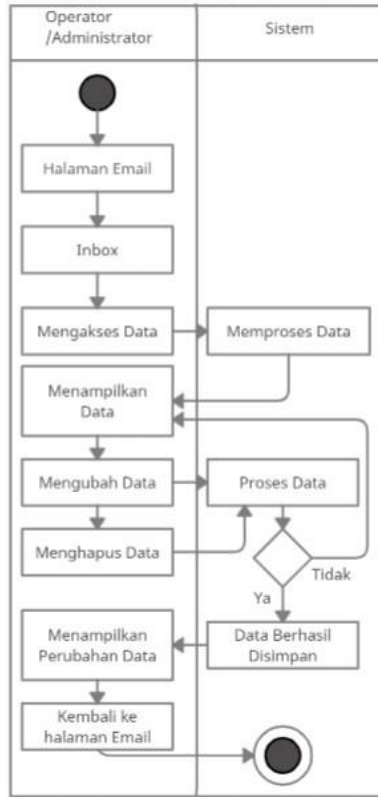 Operator
/Administrator
Sistem
Halaman Email
Inbox
Mengakses Data
Memproses Data
Menampilkan
Data
Mengubah Data
Proses Data
Menghapus Data
Tidak
Ya
Menampilkan
Perubahan Data
Data Berhasil
Disimpan
Kembali ke
halaman Email